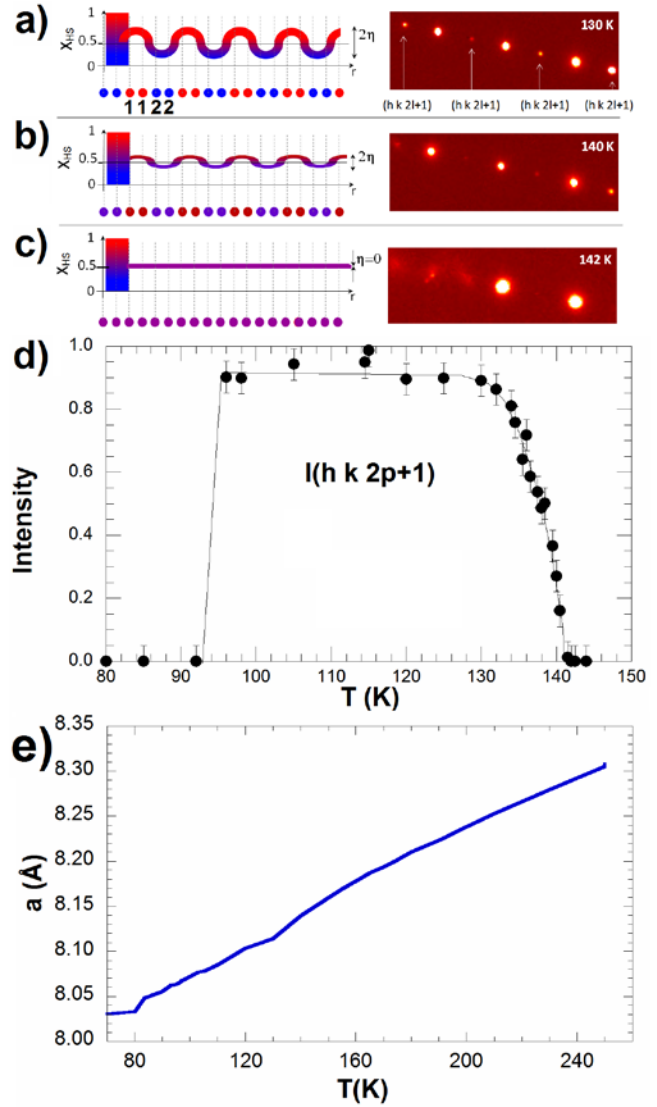 a)
X_HS
1
0.5
0
2η
r
1 1 2 2
130 K
(h k 2l+1)
(h k 2l+1)
(h k 2l+1)
(h k 2l+1)
b)
X_HS
1
0.5
0
2η
r
140 K
c)
X_HS
1
0.5
0
η=0
r
142 K
d)
1.0
0.8
0.6
0.4
0.2
0.0
Intensity
I(h k 2p+1)
80 90 100 110 120 130 140 150
T (K)
e)
8.35
8.30
8.25
8.20
8.15
8.10
8.05
8.00
a (Å)
80 120 160 200 240
T(K)